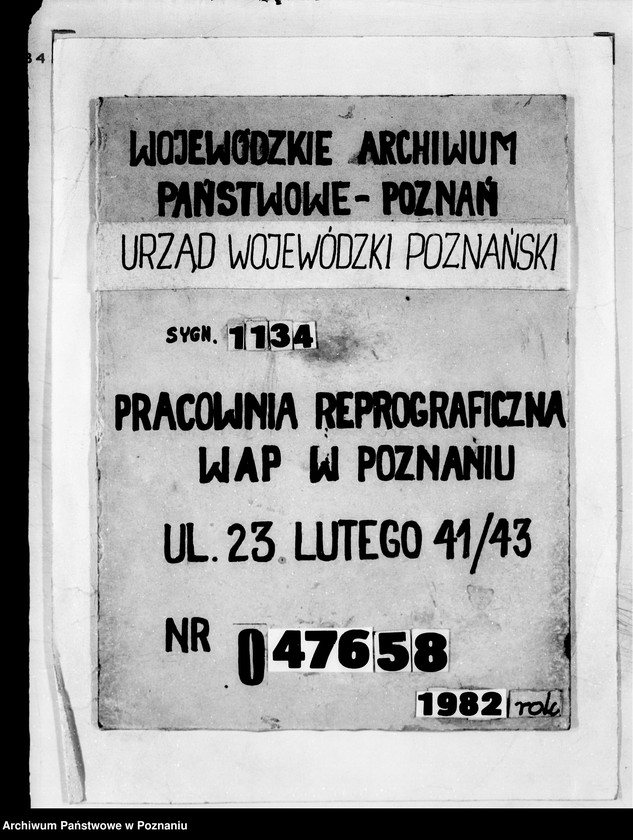 34
WOJEWÓDZKIE ARCHIWUM
PAŃSTWOWE - POZNAŃ
URZĄD WOJEWÓDZKI POZNAŃSKI
SYGN. 1134
PRACOWNIA REPROGRAFICZNA
WAP W POZNANIU
UL. 23 LUTEGO 41/43
NR 047658
1982 rok
Archiwum Państwowe w Poznaniu